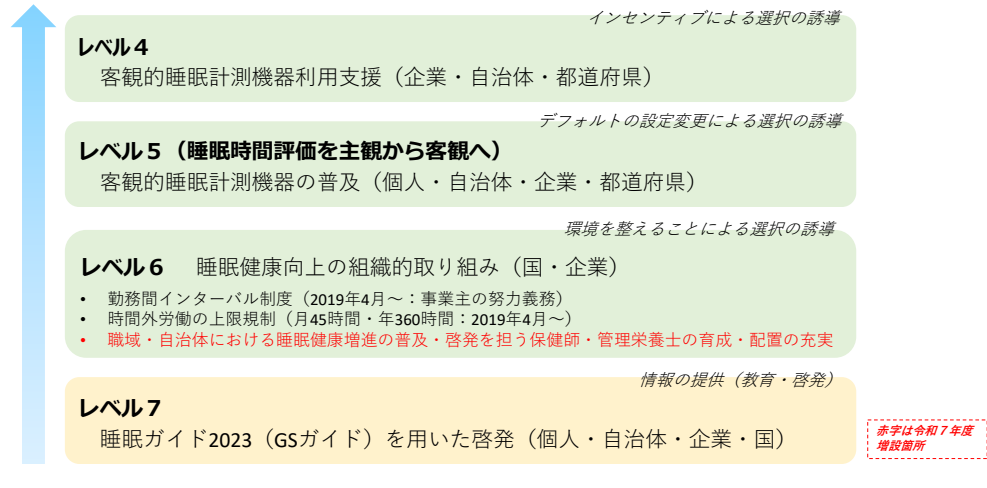 インセンティブによる選択の誘導
レベル４
客観的睡眠計測機器利用支援（企業・自治体・都道府県）
デフォルトの設定変更による選択の誘導
レベル５（睡眠時間評価を主観から客観へ）
客観的睡眠計測機器の普及（個人・自治体・企業・都道府県）
環境を整えることによる選択の誘導
レベル６　睡眠健康向上の組織的取り組み（国・企業）
• 勤務間インターバル制度（2019年4月～：事業主の努力義務）
• 時間外労働の上限規制（月45時間・年360時間：2019年4月～）
• 職域・自治体における睡眠健康増進の普及・啓発を担う保健師・管理栄養士の育成・配置の充実
情報の提供（教育・啓発）
レベル７
睡眠ガイド2023（GSガイド）を用いた啓発（個人・自治体・企業・国）
赤字は令和７年度
増設箇所